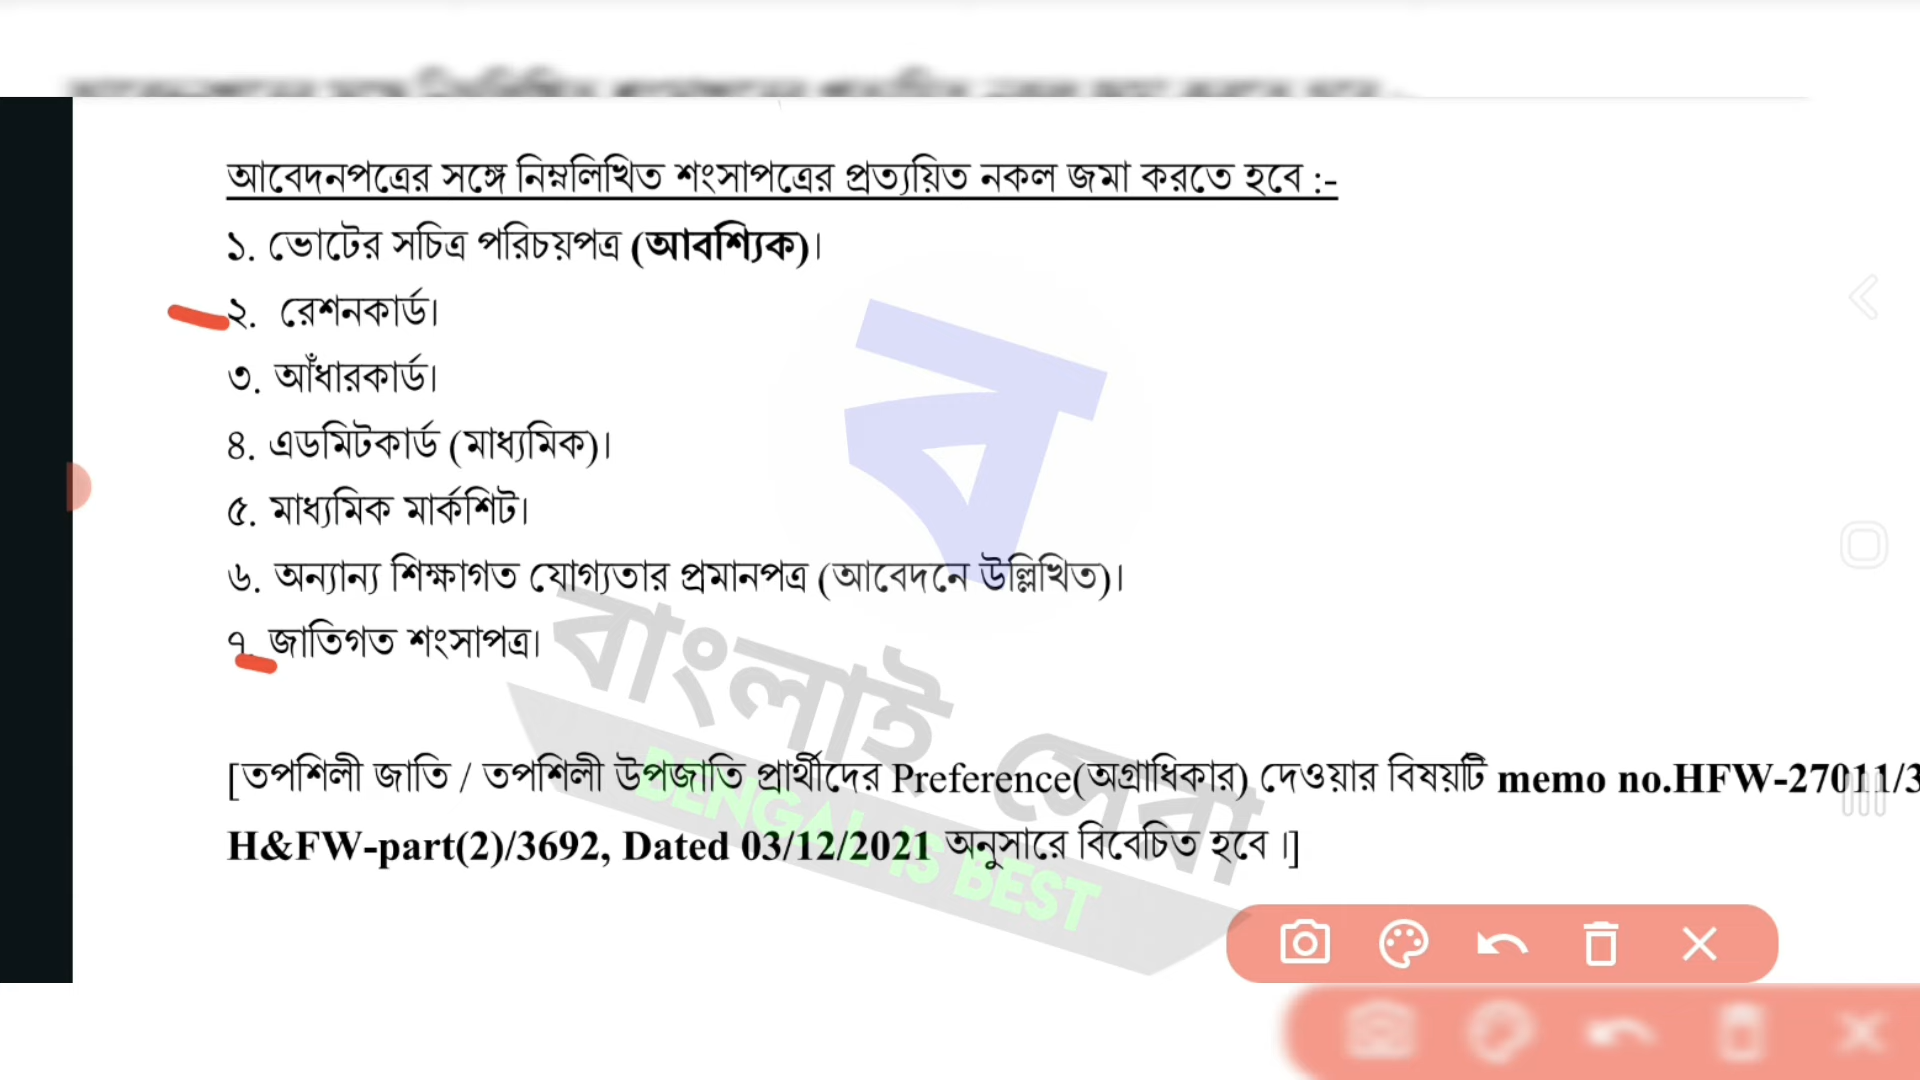 আবেদনপত্রের সঙ্গে নিম্নলিখিত শংসাপত্রের প্রত্যয়িত নকল জমা করতে হবে :-
১. ভোটের সচিত্র পরিচয়পত্র (আবশ্যিক)।
২. রেশনকার্ড।
৩. আঁধারকার্ড।
৪. এডমিটকার্ড (মাধ্যমিক)।
৫. মাধ্যমিক মার্কশিট।
৬. অন্যান্য শিক্ষাগত যোগ্যতার প্রমানপত্র (আবেদনে উল্লিখিত)।
৭. জাতিগত শংসাপত্র।
[তপশিলী জাতি / তপশিলী উপজাতি প্রার্থীদের Preference(অগ্রাধিকার) দেওয়ার বিষয়টি memo no.HFW-27011/3
H&FW-part(2)/3692, Dated 03/12/2021 অনুসারে বিবেচিত হবে।]
ব
বাংলাই সেরা
BENGAL IS BEST